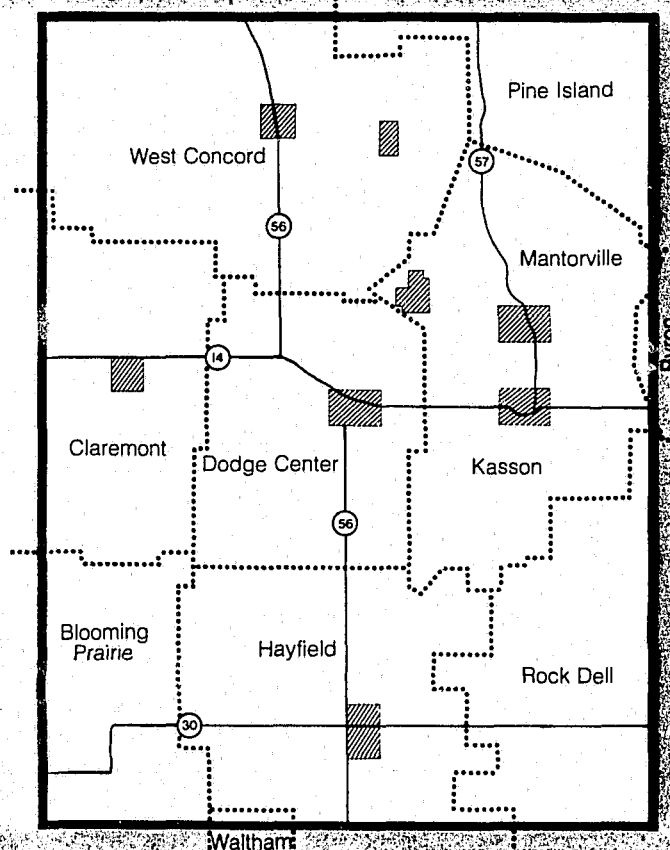 Pine Island
West Concord
57
56
Mantorville
14
Claremont
Dodge Center
Kasson
56
Blooming
Prairie
Hayfield
Rock Dell
30
Waltham